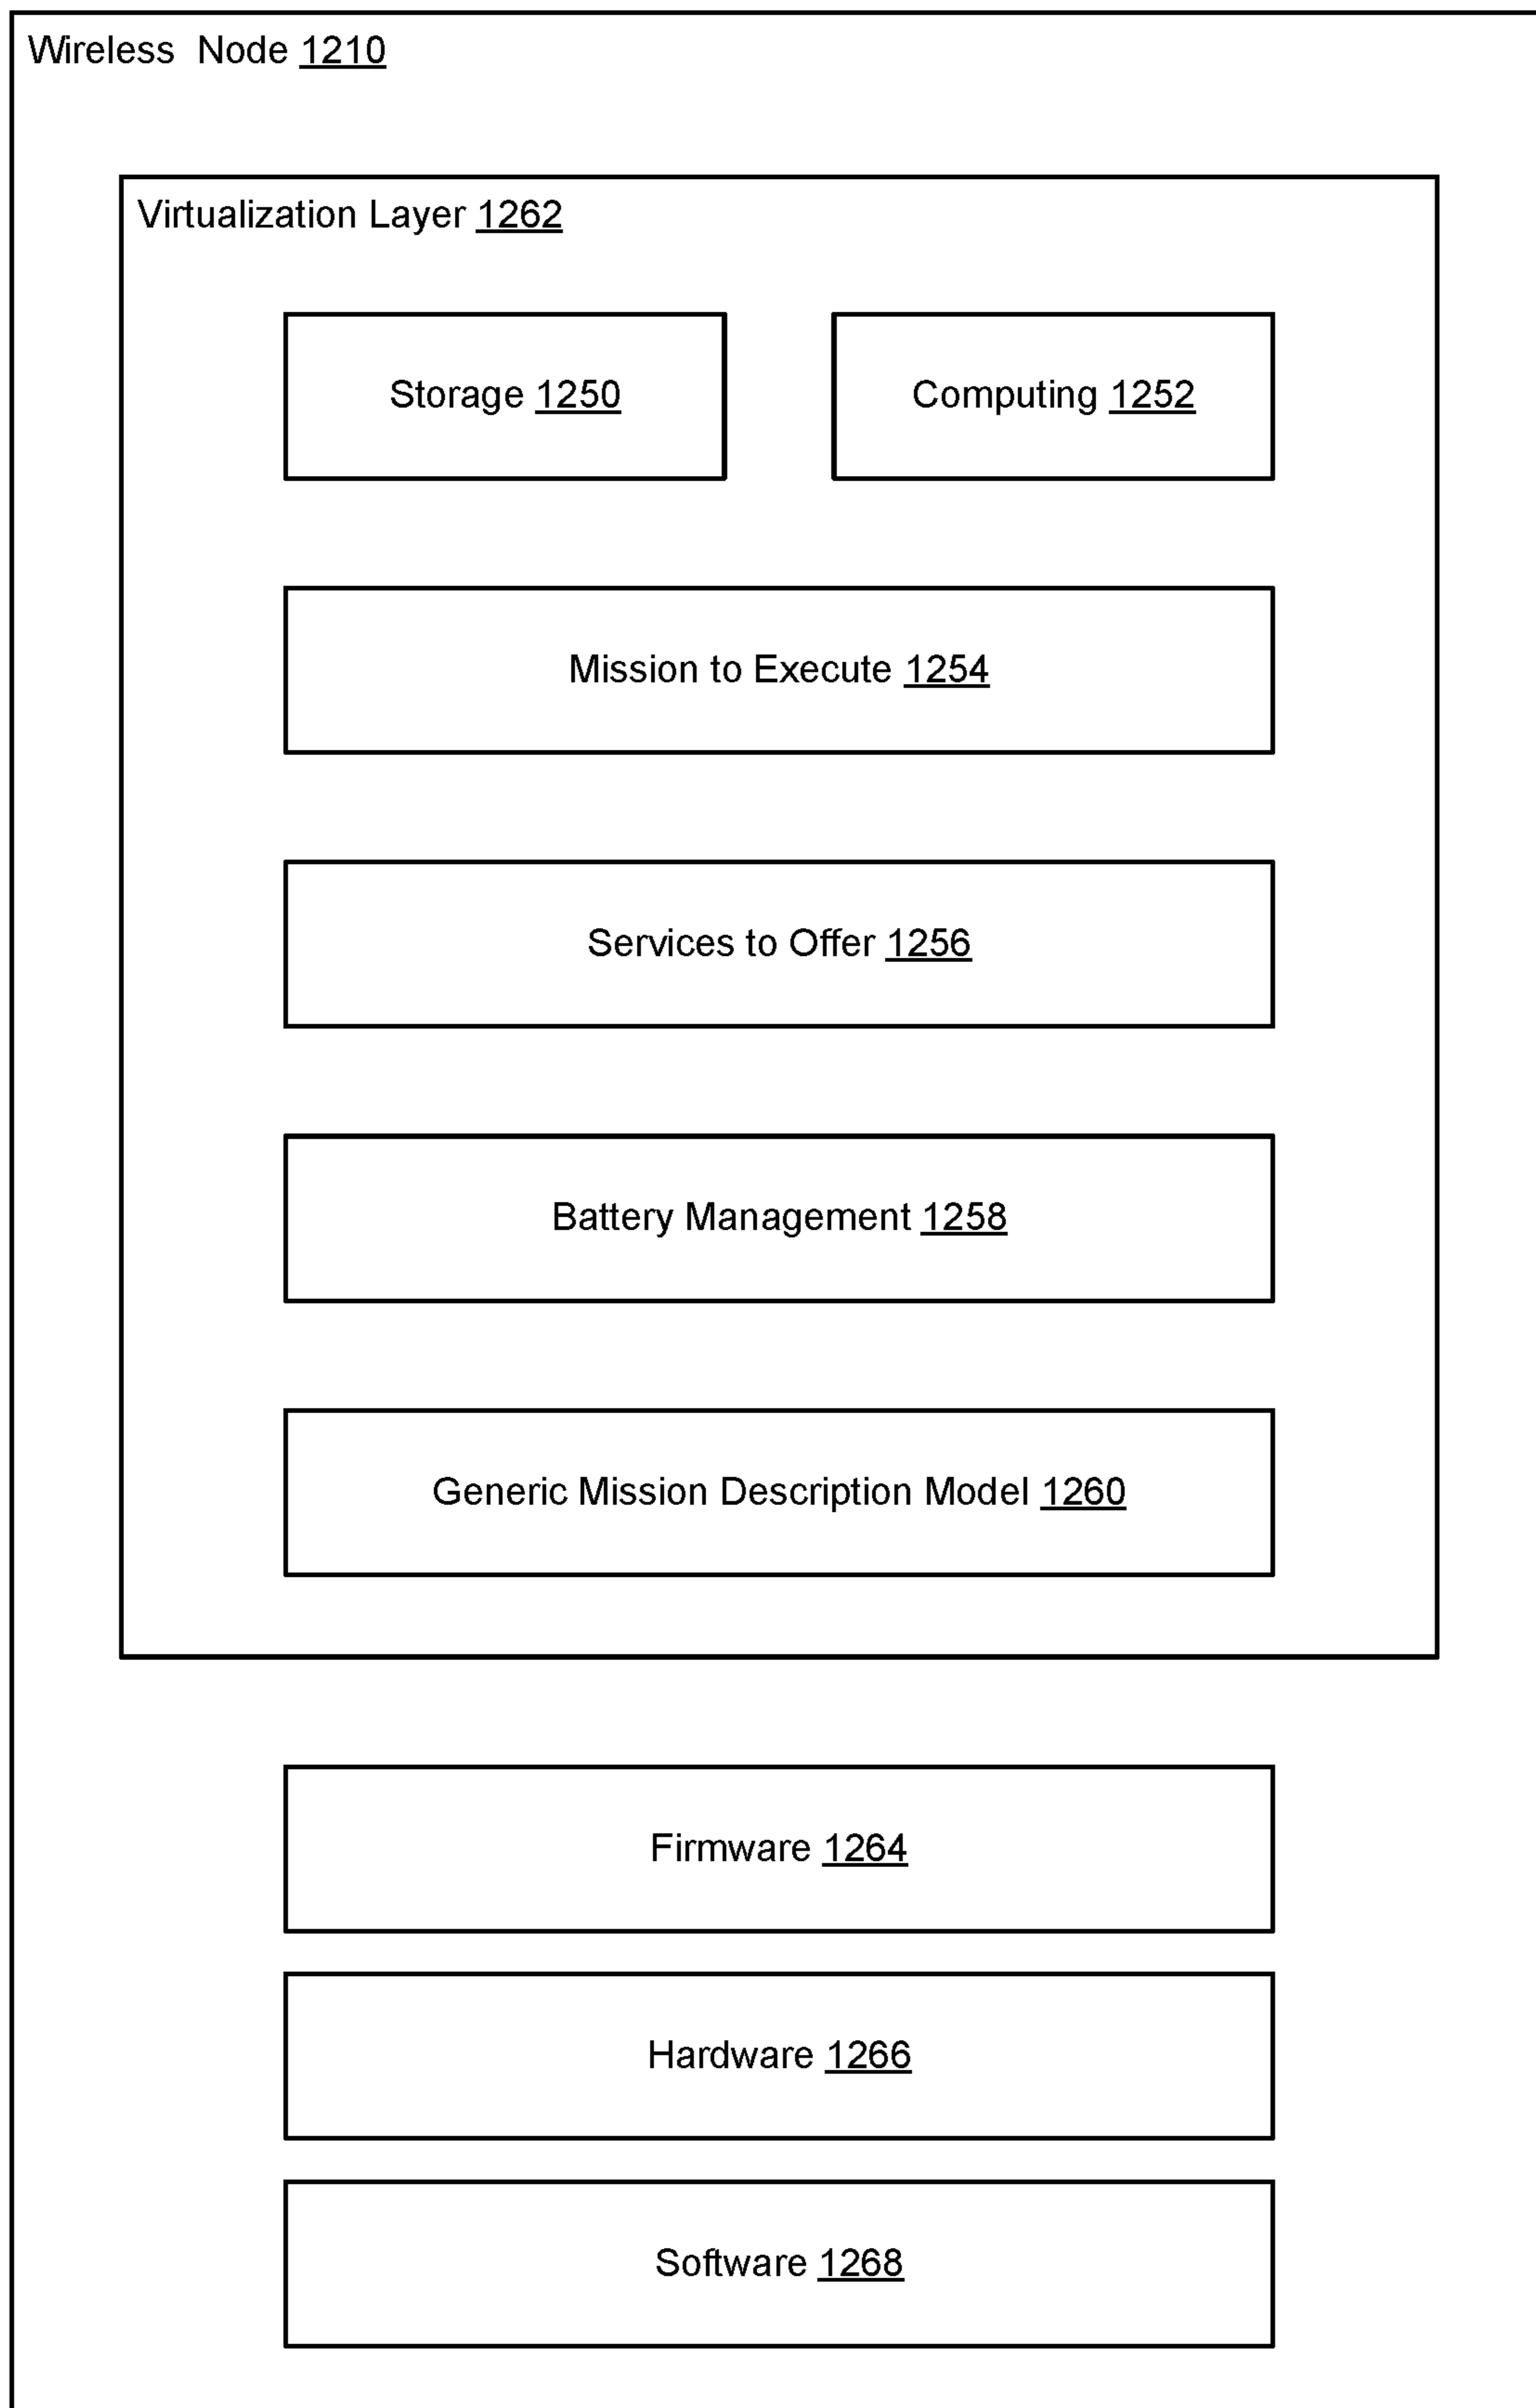 Wireless Node 1210
Virtualization Layer 1262
Storage 1250
Computing 1252
Mission to Execute 1254
Services to Offer 1256
Battery Management 1258
Generic Mission Description Model 1260
Firmware 1264
Hardware 1266
Software 1268